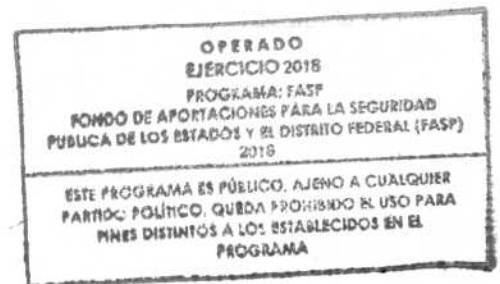 OPERADO
EJERCICIO 2018
PROGRAMA: FASP
FONDO DE APORTACIONES PARA LA SEGURIDAD
PUBLICA DE LOS ESTADOS Y EL DISTRITO FEDERAL (FASP)
2018
ESTE PROGRAMA ES PÚBLICO, AJENO A CUALQUIER
PARTIDO POLÍTICO, QUEDA PROHIBIDO EL USO PARA
FINES DISTINTOS A LOS ESTABLECIDOS EN EL
PROGRAMA